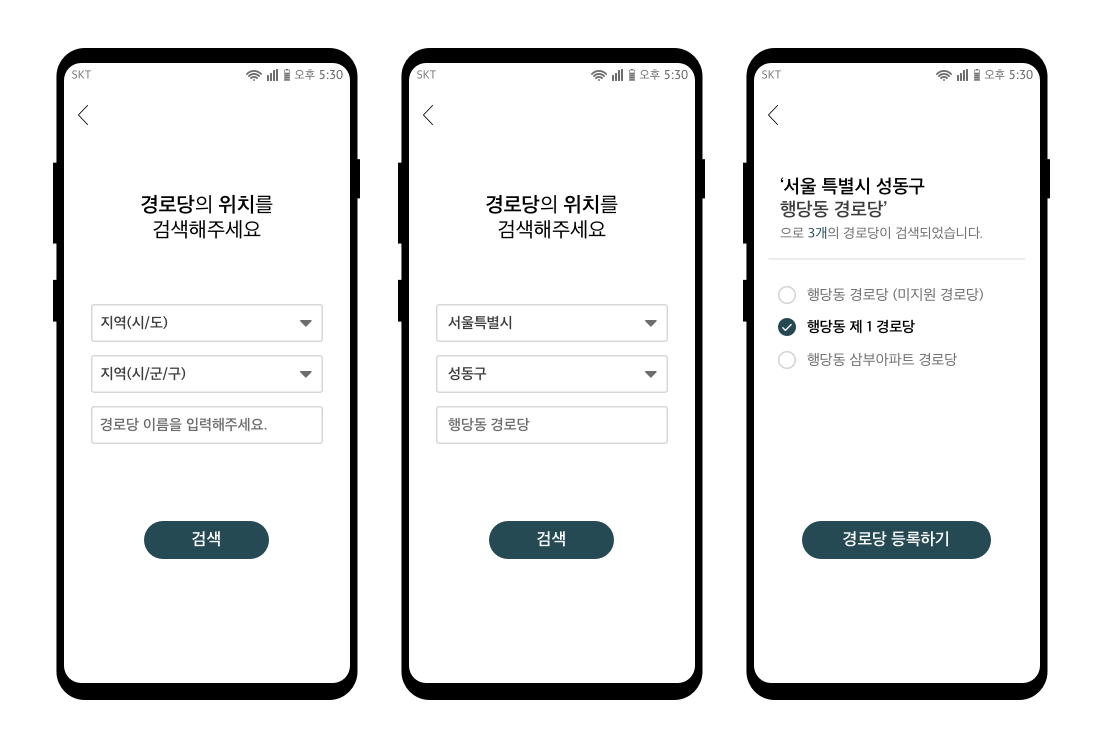 SKT 오후 5:30
경로당의 위치를
검색해주세요
지역(시/도)
지역(시/군/구)
경로당 이름을 입력해주세요.
검색
SKT 오후 5:30
경로당의 위치를
검색해주세요
서울특별시
성동구
행당동 경로당
검색
SKT 오후 5:30
‘서울 특별시 성동구
행당동 경로당’
으로 3개의 경로당이 검색되었습니다.
행당동 경로당 (미지원 경로당)
행당동 제 1 경로당
행당동 삼부아파트 경로당
경로당 등록하기